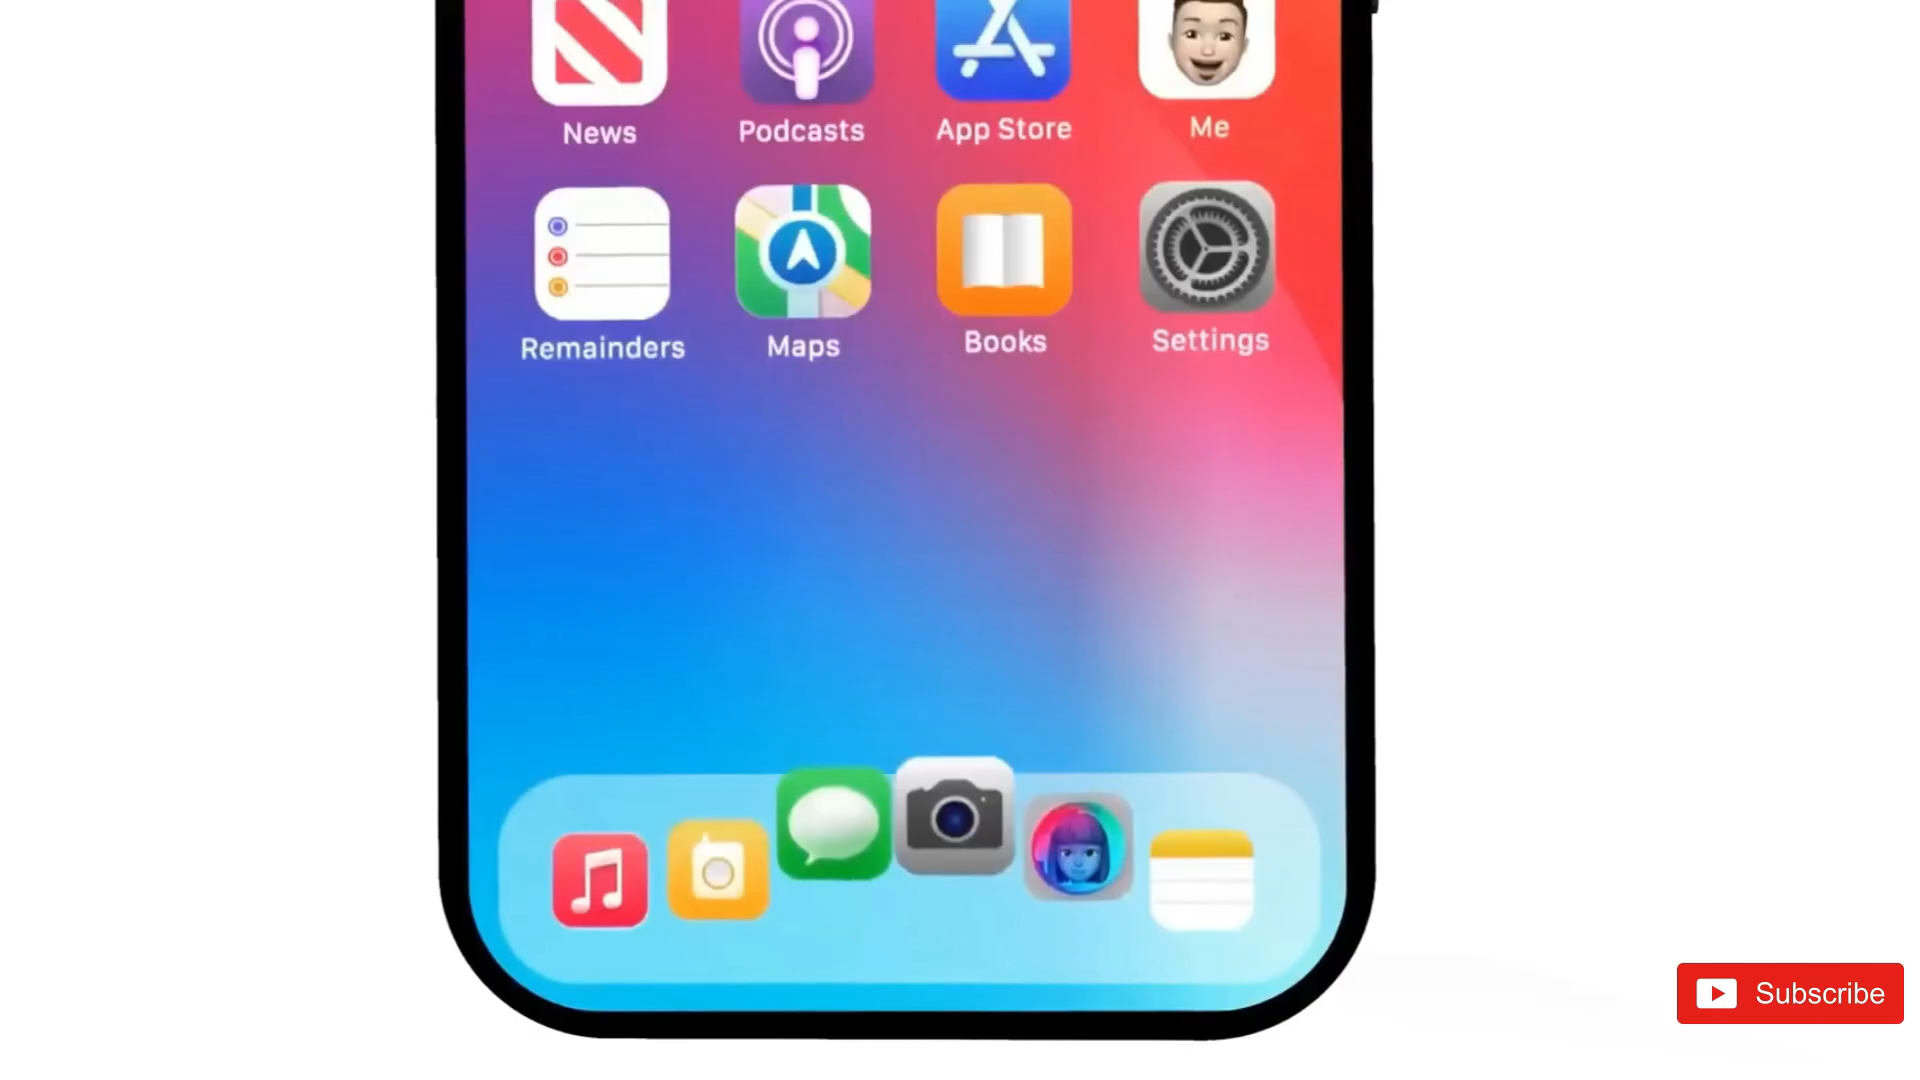 News
Podcasts
App Store
Me
Remainders
Maps
Books
Settings
Subscribe